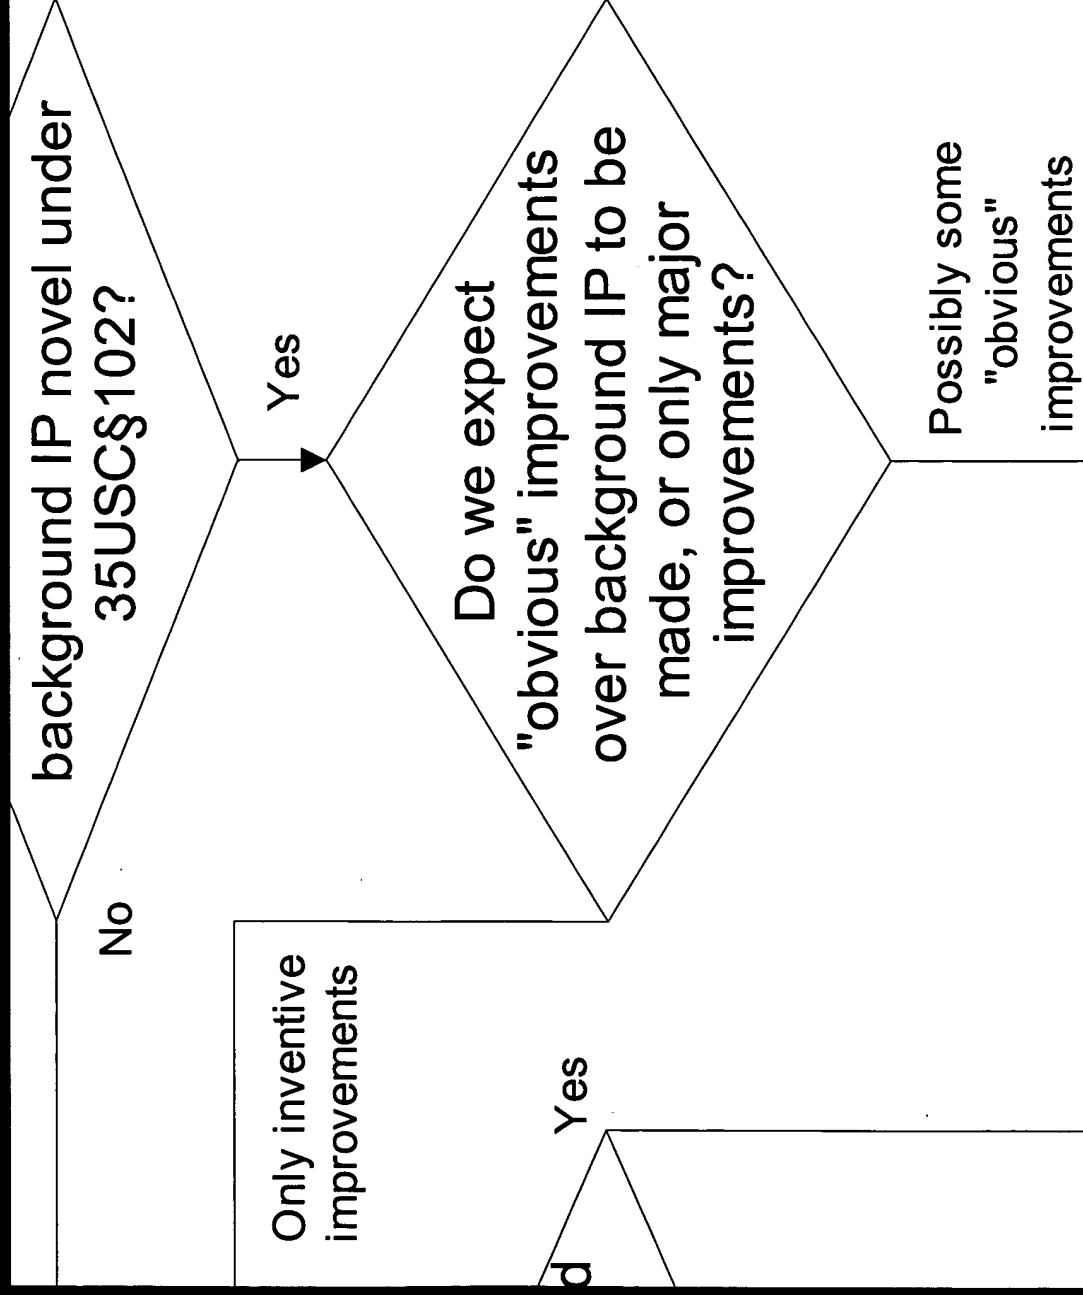 background IP novel under
35USC§102?
No
Yes
Do we expect
"obvious" improvements
over background IP to be
made, or only major
improvements?
Only inventive
improvements
Yes
d
Possibly some
"obvious"
improvements